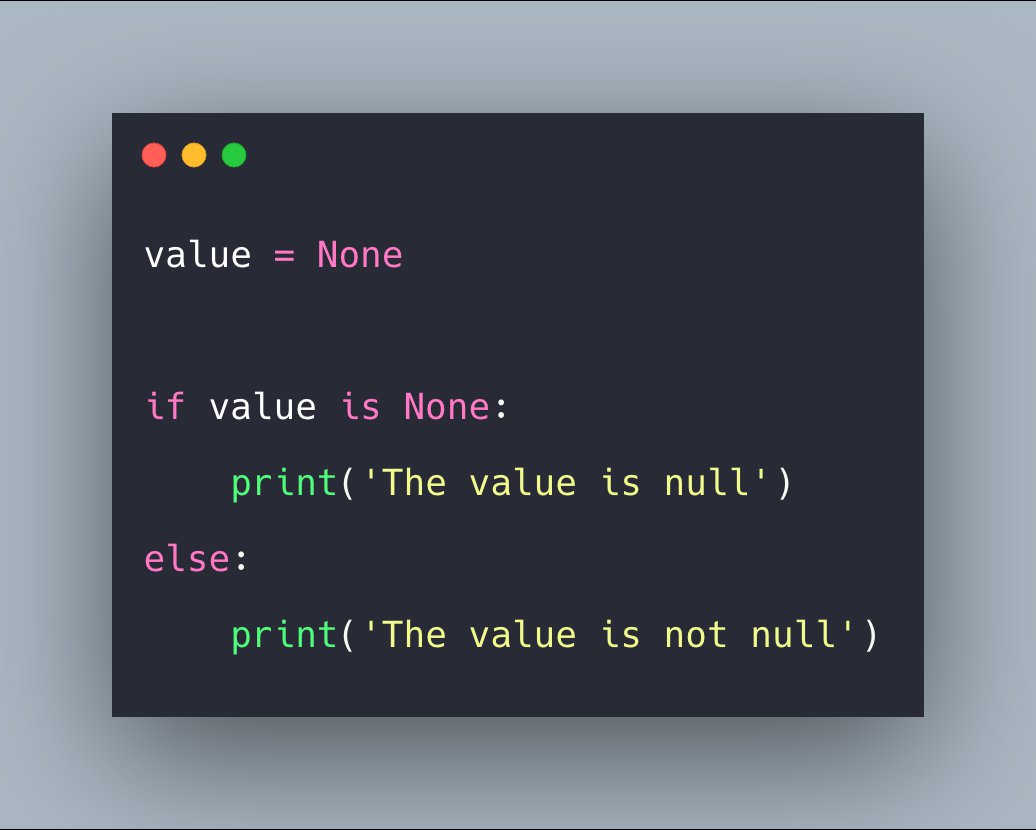 value = None
if value is None:
    print('The value is null')
else:
    print('The value is not null')